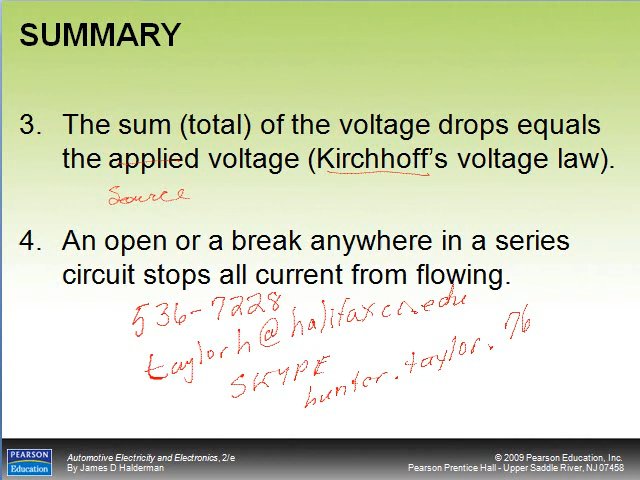 SUMMARY
3. The sum (total) of the voltage drops equals
the applied voltage (Kirchhoff's voltage law).
Source
4. An open or a break anywhere in a series
circuit stops all current from flowing.
536-7228
taylorh@halifaxcc.edu
SKYPE
hunter.taylor.76
PEARSON
Education
Automotive Electricity and Electronics, 2/e
By James D Halderman
© 2009 Pearson Education, Inc.
Pearson Prentice Hall - Upper Saddle River, NJ 07458